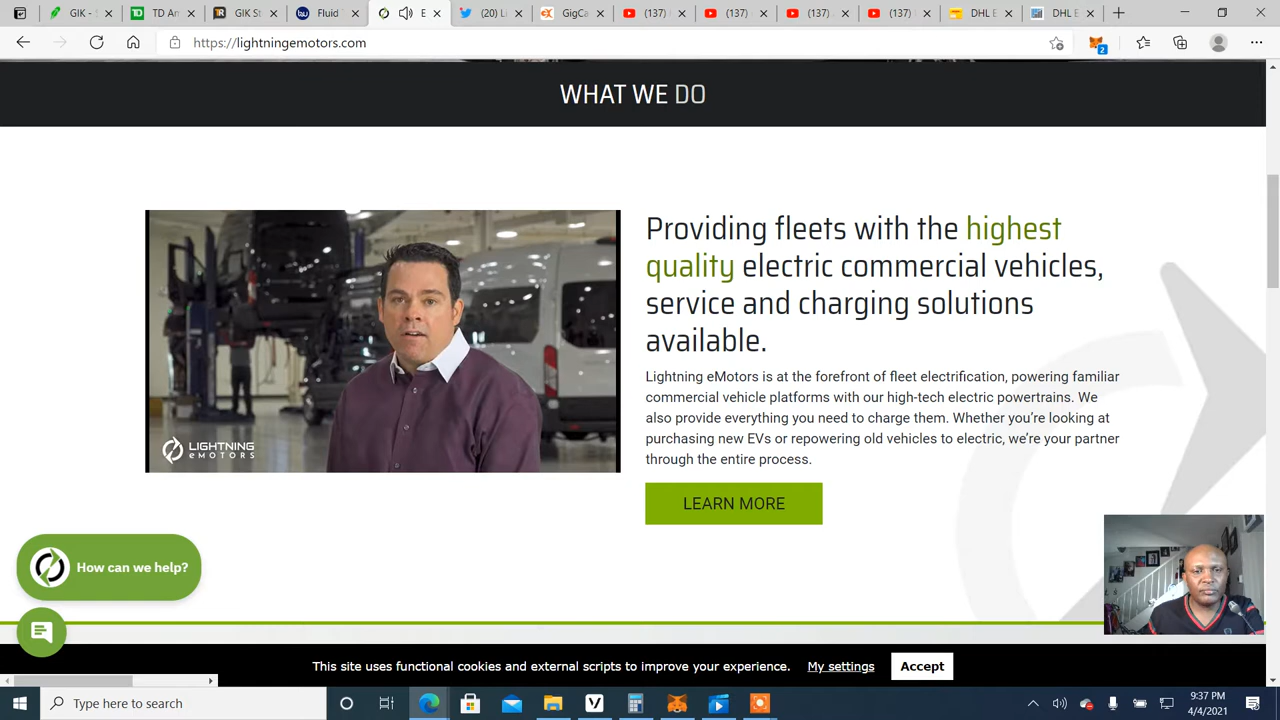 GIK -
TD An
GIK St
Fluid
E
(20) Li
GigCa
(137)
(137)
(137)
(137)
DHL E
DHL E
https://lightningemotors.com
2
WHAT WE DO
Providing fleets with the highest
quality electric commercial vehicles,
service and charging solutions
available.
Lightning eMotors is at the forefront of fleet electrification, powering familiar
commercial vehicle platforms with our high-tech electric powertrains. We
also provide everything you need to charge them. Whether you're looking at
purchasing new EVs or repowering old vehicles to electric, we're your partner
through the entire process.
LIGHTNING
eMOTORS
LEARN MORE
How can we help?
This site uses functional cookies and external scripts to improve your experience.
My settings
Accept
Type here to search
9:37 PM
4/4/2021